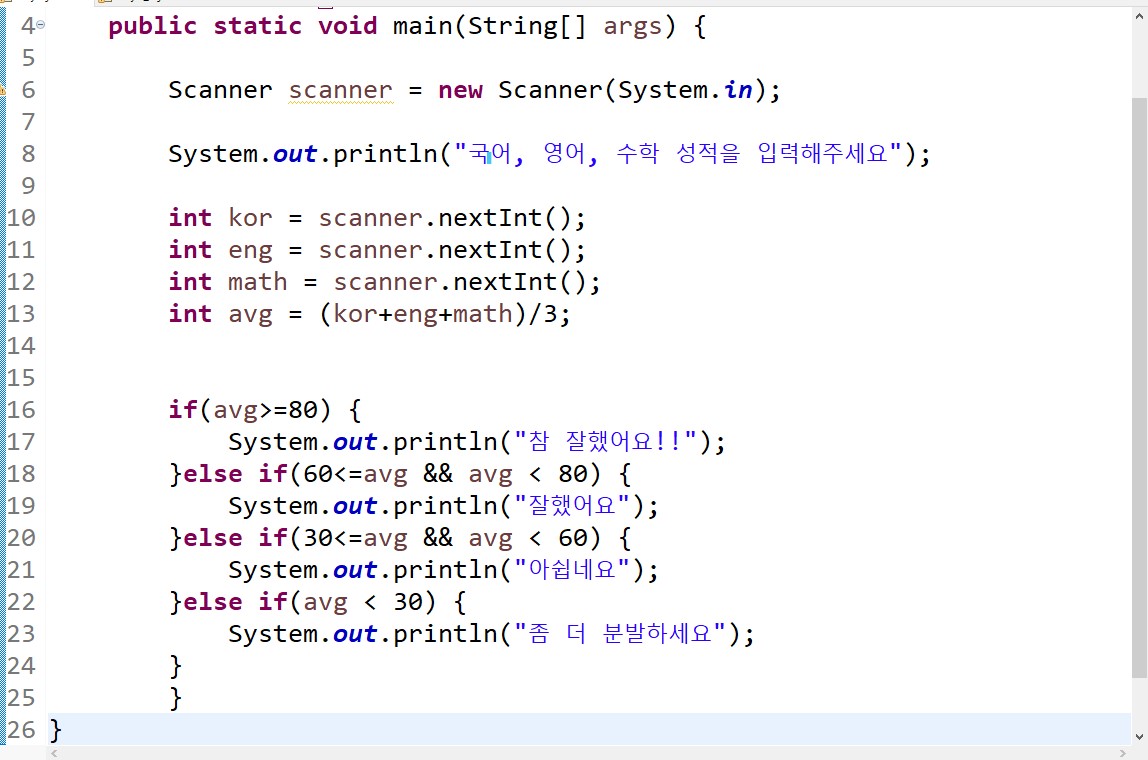 4 public static void main(String[] args) {
5
6 Scanner scanner = new Scanner(System.in);
7
8 System.out.println("국어, 영어, 수학 성적을 입력해주세요");
9
10 int kor = scanner.nextInt();
11 int eng = scanner.nextInt();
12 int math = scanner.nextInt();
13 int avg = (kor+eng+math)/3;
14
15
16 if(avg>=80) {
17 System.out.println("참 잘했어요!!");
18 }else if(60<=avg && avg < 80) {
19 System.out.println("잘했어요");
20 }else if(30<=avg && avg < 60) {
21 System.out.println("아쉽네요");
22 }else if(avg < 30) {
23 System.out.println("좀 더 분발하세요");
24 }
25 }
26 }